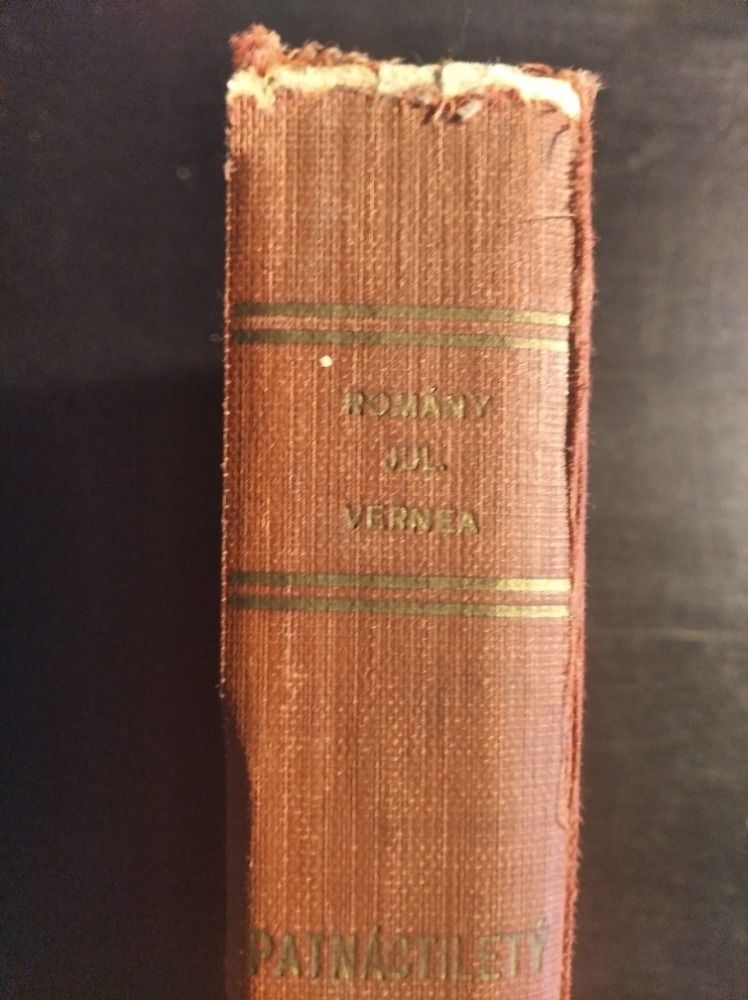 ROMÁNY
JUL.
VERNEA
PATNÁCTILETÝ